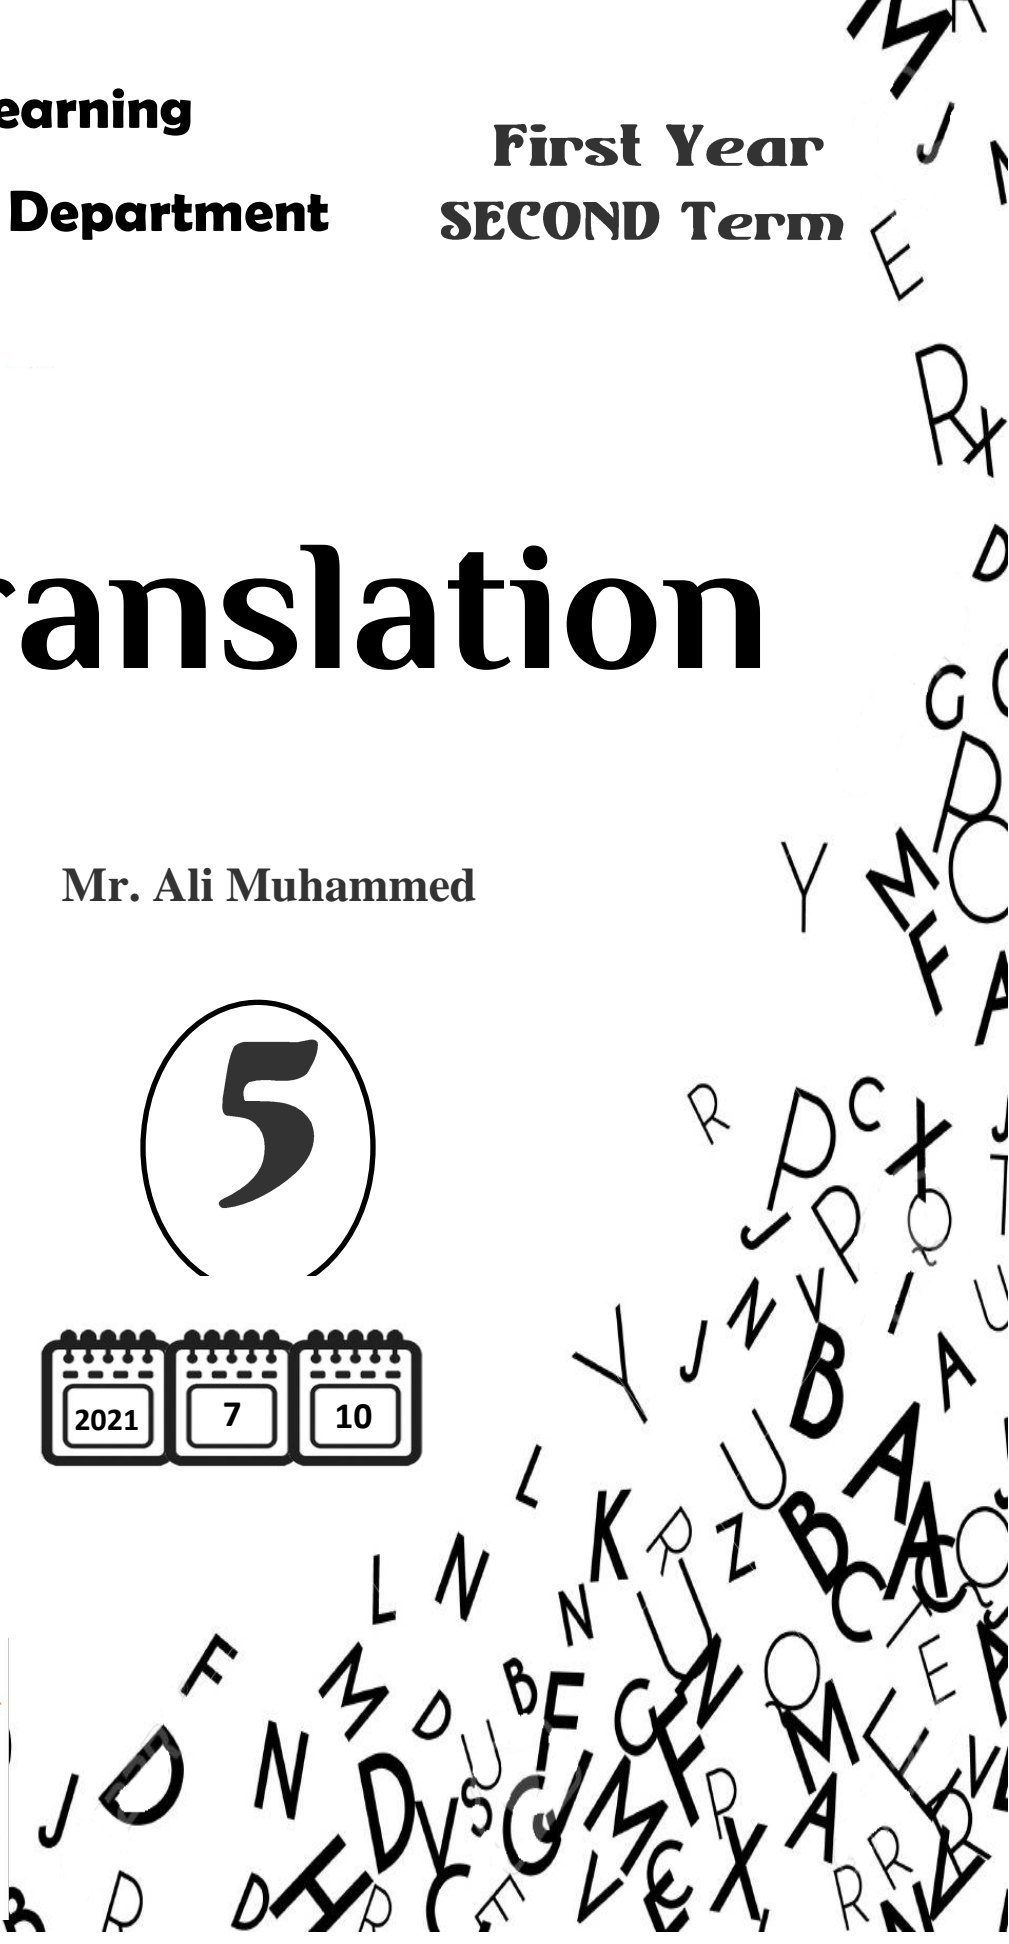 earning
First Year
Department
SECOND Term
ranslation
Mr. Ali Muhammed
5
2021 7 10